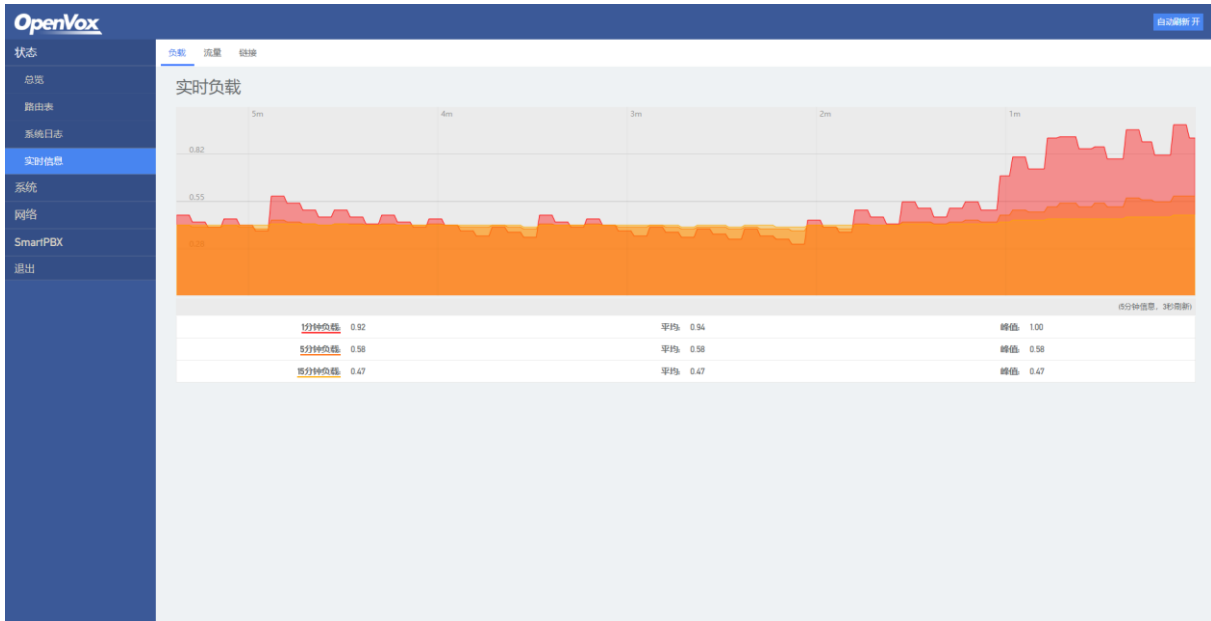 OpenVox
自动刷新 开
状态
总览
路由表
系统日志
实时信息
系统
网络
SmartPBX
退出
负载 流量 链接
实时负载
5m 4m 3m 2m 1m
0.82
0.55
0.28
(5分钟信息, 3秒刷新)
1分钟负载: 0.92 平均: 0.94 峰值: 1.00
5分钟负载: 0.58 平均: 0.58 峰值: 0.58
15分钟负载: 0.47 平均: 0.47 峰值: 0.47